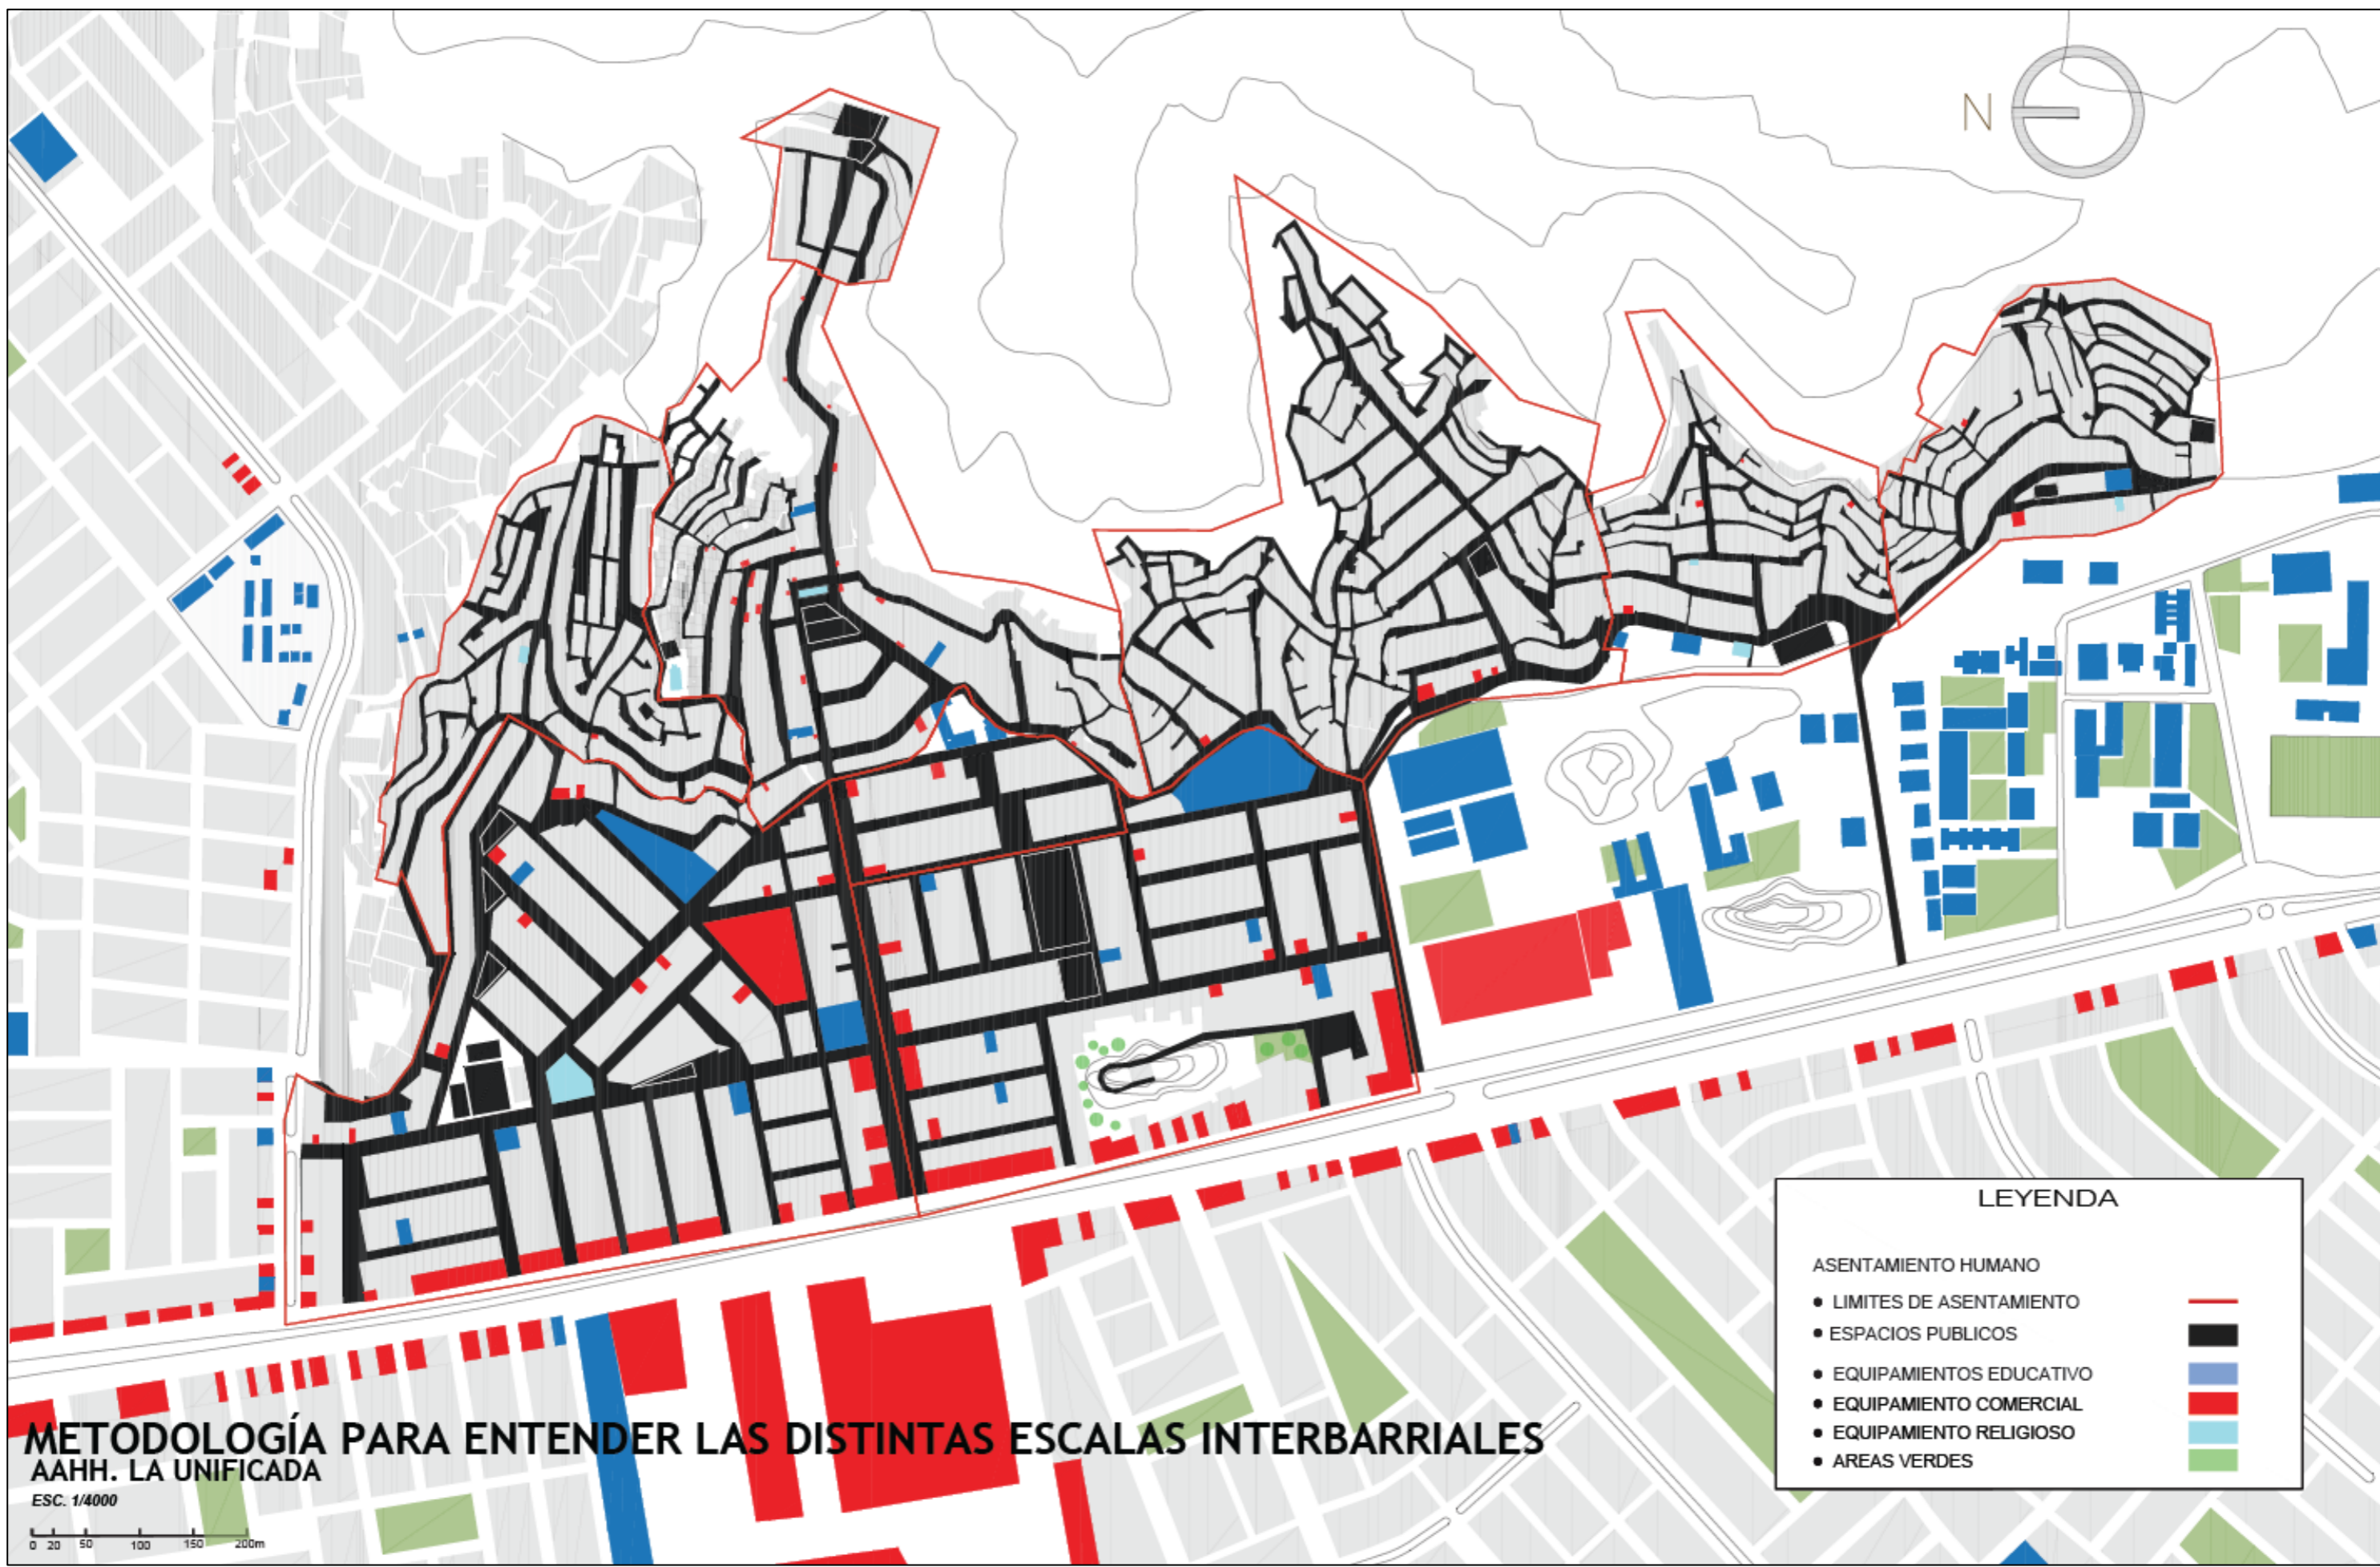 N
LEYENDA
ASENTAMIENTO HUMANO
• LIMITES DE ASENTAMIENTO
• ESPACIOS PUBLICOS
• EQUIPAMIENTOS EDUCATIVO
• EQUIPAMIENTO COMERCIAL
• EQUIPAMIENTO RELIGIOSO
• AREAS VERDES
METODOLOGÍA PARA ENTENDER LAS DISTINTAS ESCALAS INTERBARRIALES
AAHH. LA UNIFICADA
ESC. 1/4000
0 20 50 100 150 200m